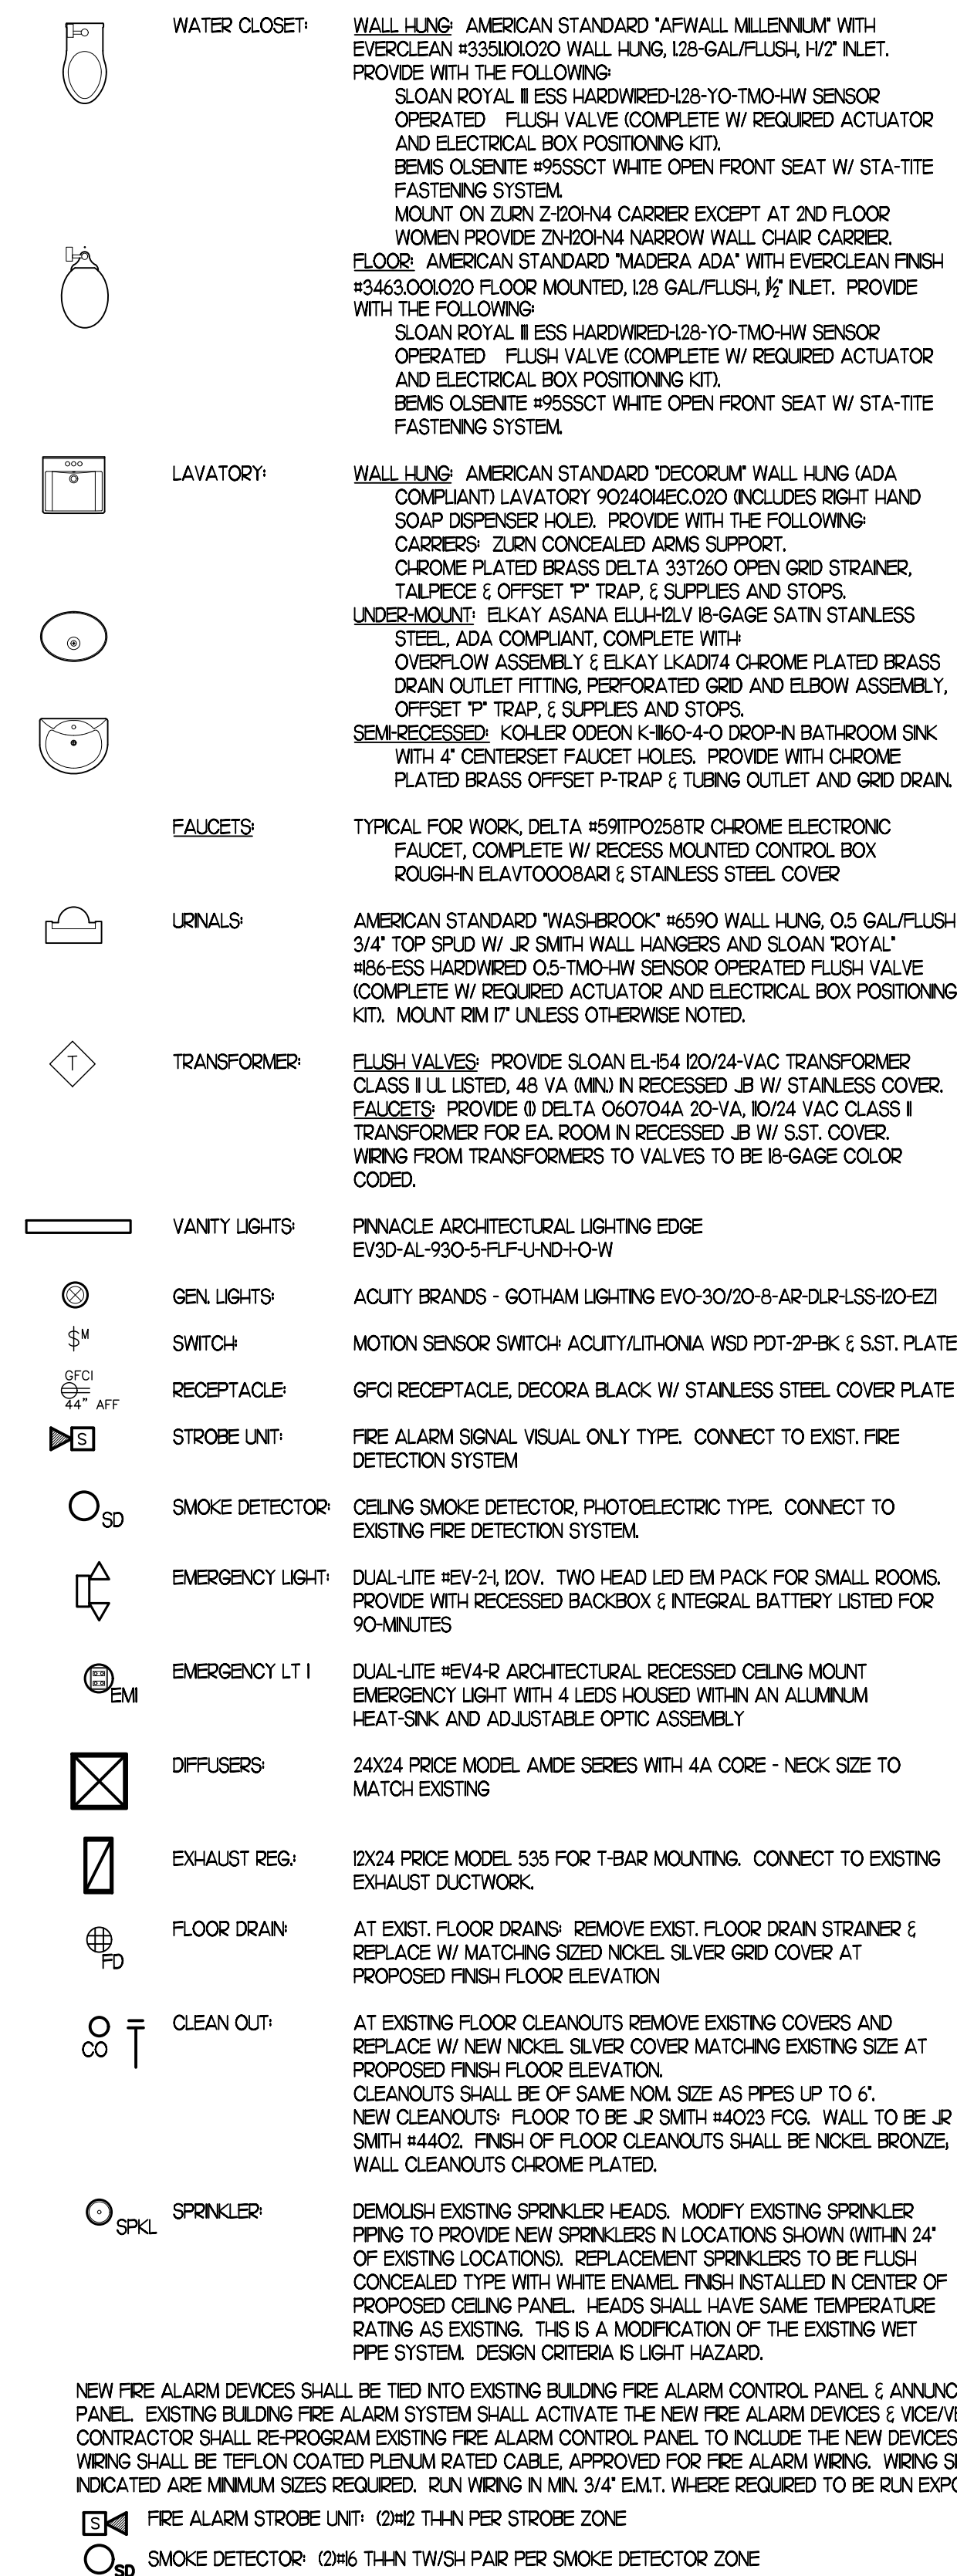 WATER CLOSET: WALL HUNG: AMERICAN STANDARD "AFWALL MILLENNIUM" WITH
EVERCLEAN #3351.101.020 WALL HUNG, 1.28-GAL/FLUSH, 1-1/2" INLET.
PROVIDE WITH THE FOLLOWING:
SLOAN ROYAL 111 ESS HARDWIRED-1.28-YO-TMO-HW SENSOR
OPERATED FLUSH VALVE (COMPLETE W/ REQUIRED ACTUATOR
AND ELECTRICAL BOX POSITIONING KIT).
BEMIS OLSENITE #95SSCT WHITE OPEN FRONT SEAT W/ STA-TITE
FASTENING SYSTEM.
MOUNT ON ZURN Z-1201-N4 CARRIER EXCEPT AT 2ND FLOOR
WOMEN PROVIDE ZN-1201-N4 NARROW WALL CHAIR CARRIER.
FLOOR: AMERICAN STANDARD "MADERA ADA" WITH EVERCLEAN FINISH
#3463.001.020 FLOOR MOUNTED, 1.28 GAL/FLUSH, 1½" INLET. PROVIDE
WITH THE FOLLOWING:
SLOAN ROYAL 111 ESS HARDWIRED-1.28-YO-TMO-HW SENSOR
OPERATED FLUSH VALVE (COMPLETE W/ REQUIRED ACTUATOR
AND ELECTRICAL BOX POSITIONING KIT).
BEMIS OLSENITE #95SSCT WHITE OPEN FRONT SEAT W/ STA-TITE
FASTENING SYSTEM.
LAVATORY: WALL HUNG: AMERICAN STANDARD "DECORUM" WALL HUNG (ADA
COMPLIANT) LAVATORY 9024014EC.020 (INCLUDES RIGHT HAND
SOAP DISPENSER HOLE). PROVIDE WITH THE FOLLOWING:
CARRIERS: ZURN CONCEALED ARMS SUPPORT.
CHROME PLATED BRASS DELTA 33T260 OPEN GRID STRAINER,
TAILPIECE & OFFSET "P" TRAP, & SUPPLIES AND STOPS.
UNDER-MOUNT: ELKAY ASANA ELUH-12LV 18-GAGE SATIN STAINLESS
STEEL, ADA COMPLIANT, COMPLETE WITH:
OVERFLOW ASSEMBLY & ELKAY LKAD174 CHROME PLATED BRASS
DRAIN OUTLET FITTING, PERFORATED GRID AND ELBOW ASSEMBLY,
OFFSET "P" TRAP, & SUPPLIES AND STOPS.
SEMI-RECESSED: KOHLER ODEON K-11160-4-0 DROP-IN BATHROOM SINK
WITH 4" CENTERSET FAUCET HOLES. PROVIDE WITH CHROME
PLATED BRASS OFFSET P-TRAP & TUBING OUTLET AND GRID DRAIN.
FAUCETS: TYPICAL FOR WORK, DELTA #591TP0258TR CHROME ELECTRONIC
FAUCET, COMPLETE W/ RECESS MOUNTED CONTROL BOX
ROUGH-IN ELAVT0008AR1 & STAINLESS STEEL COVER
URINALS: AMERICAN STANDARD "WASHBROOK" #6590 WALL HUNG, 0.5 GAL/FLUSH
3/4" TOP SPUD W/ JR SMITH WALL HANGERS AND SLOAN "ROYAL"
#186-ESS HARDWIRED 0.5-TMO-HW SENSOR OPERATED FLUSH VALVE
(COMPLETE W/ REQUIRED ACTUATOR AND ELECTRICAL BOX POSITIONING
KIT). MOUNT RIM 17" UNLESS OTHERWISE NOTED.
T TRANSFORMER: FLUSH VALVES: PROVIDE SLOAN EL-154 120/24-VAC TRANSFORMER
CLASS II UL LISTED, 48 VA (MIN.) IN RECESSED JB W/ STAINLESS COVER.
FAUCETS: PROVIDE (1) DELTA 060704A 20-VA, 110/24 VAC CLASS II
TRANSFORMER FOR EA. ROOM IN RECESSED JB W/ S.ST. COVER.
WIRING FROM TRANSFORMERS TO VALVES TO BE 18-GAGE COLOR
CODED.
VANITY LIGHTS: PINNACLE ARCHITECTURAL LIGHTING EDGE
EV3D-AL-930-5-FLF-U-ND-1-O-W
GEN. LIGHTS: ACUITY BRANDS - GOTHAM LIGHTING EVO-30/20-8-AR-DLR-LSS-120-EZ1
$M SWITCH: MOTION SENSOR SWITCH: ACUITY/LITHONIA WSD PDT-2P-BK & S.ST. PLATE
GFCI
RECEPTACLE: GFCI RECEPTACLE, DECORA BLACK W/ STAINLESS STEEL COVER PLATE
44" AFF
S STROBE UNIT: FIRE ALARM SIGNAL VISUAL ONLY TYPE. CONNECT TO EXIST. FIRE
DETECTION SYSTEM
SD SMOKE DETECTOR: CEILING SMOKE DETECTOR, PHOTOELECTRIC TYPE. CONNECT TO
EXISTING FIRE DETECTION SYSTEM.
EMERGENCY LIGHT: DUAL-LITE #EV-2-I, 120V. TWO HEAD LED EM PACK FOR SMALL ROOMS.
PROVIDE WITH RECESSED BACKBOX & INTEGRAL BATTERY LISTED FOR
90-MINUTES
EM1 EMERGENCY LT 1 DUAL-LITE #EV4-R ARCHITECTURAL RECESSED CEILING MOUNT
EMERGENCY LIGHT WITH 4 LEDS HOUSED WITHIN AN ALUMINUM
HEAT-SINK AND ADJUSTABLE OPTIC ASSEMBLY
DIFFUSERS: 24X24 PRICE MODEL AMDE SERIES WITH 4A CORE - NECK SIZE TO
MATCH EXISTING
EXHAUST REG.: 12X24 PRICE MODEL 535 FOR T-BAR MOUNTING. CONNECT TO EXISTING
EXHAUST DUCTWORK.
FD FLOOR DRAIN: AT EXIST. FLOOR DRAINS: REMOVE EXIST. FLOOR DRAIN STRAINER &
REPLACE W/ MATCHING SIZED NICKEL SILVER GRID COVER AT
PROPOSED FINISH FLOOR ELEVATION
CO CLEAN OUT: AT EXISTING FLOOR CLEANOUTS REMOVE EXISTING COVERS AND
REPLACE W/ NEW NICKEL SILVER COVER MATCHING EXISTING SIZE AT
PROPOSED FINISH FLOOR ELEVATION.
CLEANOUTS SHALL BE OF SAME NOM. SIZE AS PIPES UP TO 6".
NEW CLEANOUTS: FLOOR TO BE JR SMITH #4023 FCG. WALL TO BE JR
SMITH #4402. FINISH OF FLOOR CLEANOUTS SHALL BE NICKEL BRONZE;
WALL CLEANOUTS CHROME PLATED.
SPKL SPRINKLER: DEMOLISH EXISTING SPRINKLER HEADS. MODIFY EXISTING SPRINKLER
PIPING TO PROVIDE NEW SPRINKLERS IN LOCATIONS SHOWN (WITHIN 24"
OF EXISTING LOCATIONS). REPLACEMENT SPRINKLERS TO BE FLUSH
CONCEALED TYPE WITH WHITE ENAMEL FINISH INSTALLED IN CENTER OF
PROPOSED CEILING PANEL. HEADS SHALL HAVE SAME TEMPERATURE
RATING AS EXISTING. THIS IS A MODIFICATION OF THE EXISTING WET
PIPE SYSTEM. DESIGN CRITERIA IS LIGHT HAZARD.
NEW FIRE ALARM DEVICES SHALL BE TIED INTO EXISTING BUILDING FIRE ALARM CONTROL PANEL & ANNUNC
PANEL. EXISTING BUILDING FIRE ALARM SYSTEM SHALL ACTIVATE THE NEW FIRE ALARM DEVICES & VICE/VE
CONTRACTOR SHALL RE-PROGRAM EXISTING FIRE ALARM CONTROL PANEL TO INCLUDE THE NEW DEVICES
WIRING SHALL BE TEFLON COATED PLENUM RATED CABLE, APPROVED FOR FIRE ALARM WIRING. WIRING SI
INDICATED ARE MINIMUM SIZES REQUIRED. RUN WIRING IN MIN. 3/4" E.M.T. WHERE REQUIRED TO BE RUN EXPO
S FIRE ALARM STROBE UNIT: (2)#12 THHN PER STROBE ZONE
SD SMOKE DETECTOR: (2)#16 THHN TW/SH PAIR PER SMOKE DETECTOR ZONE